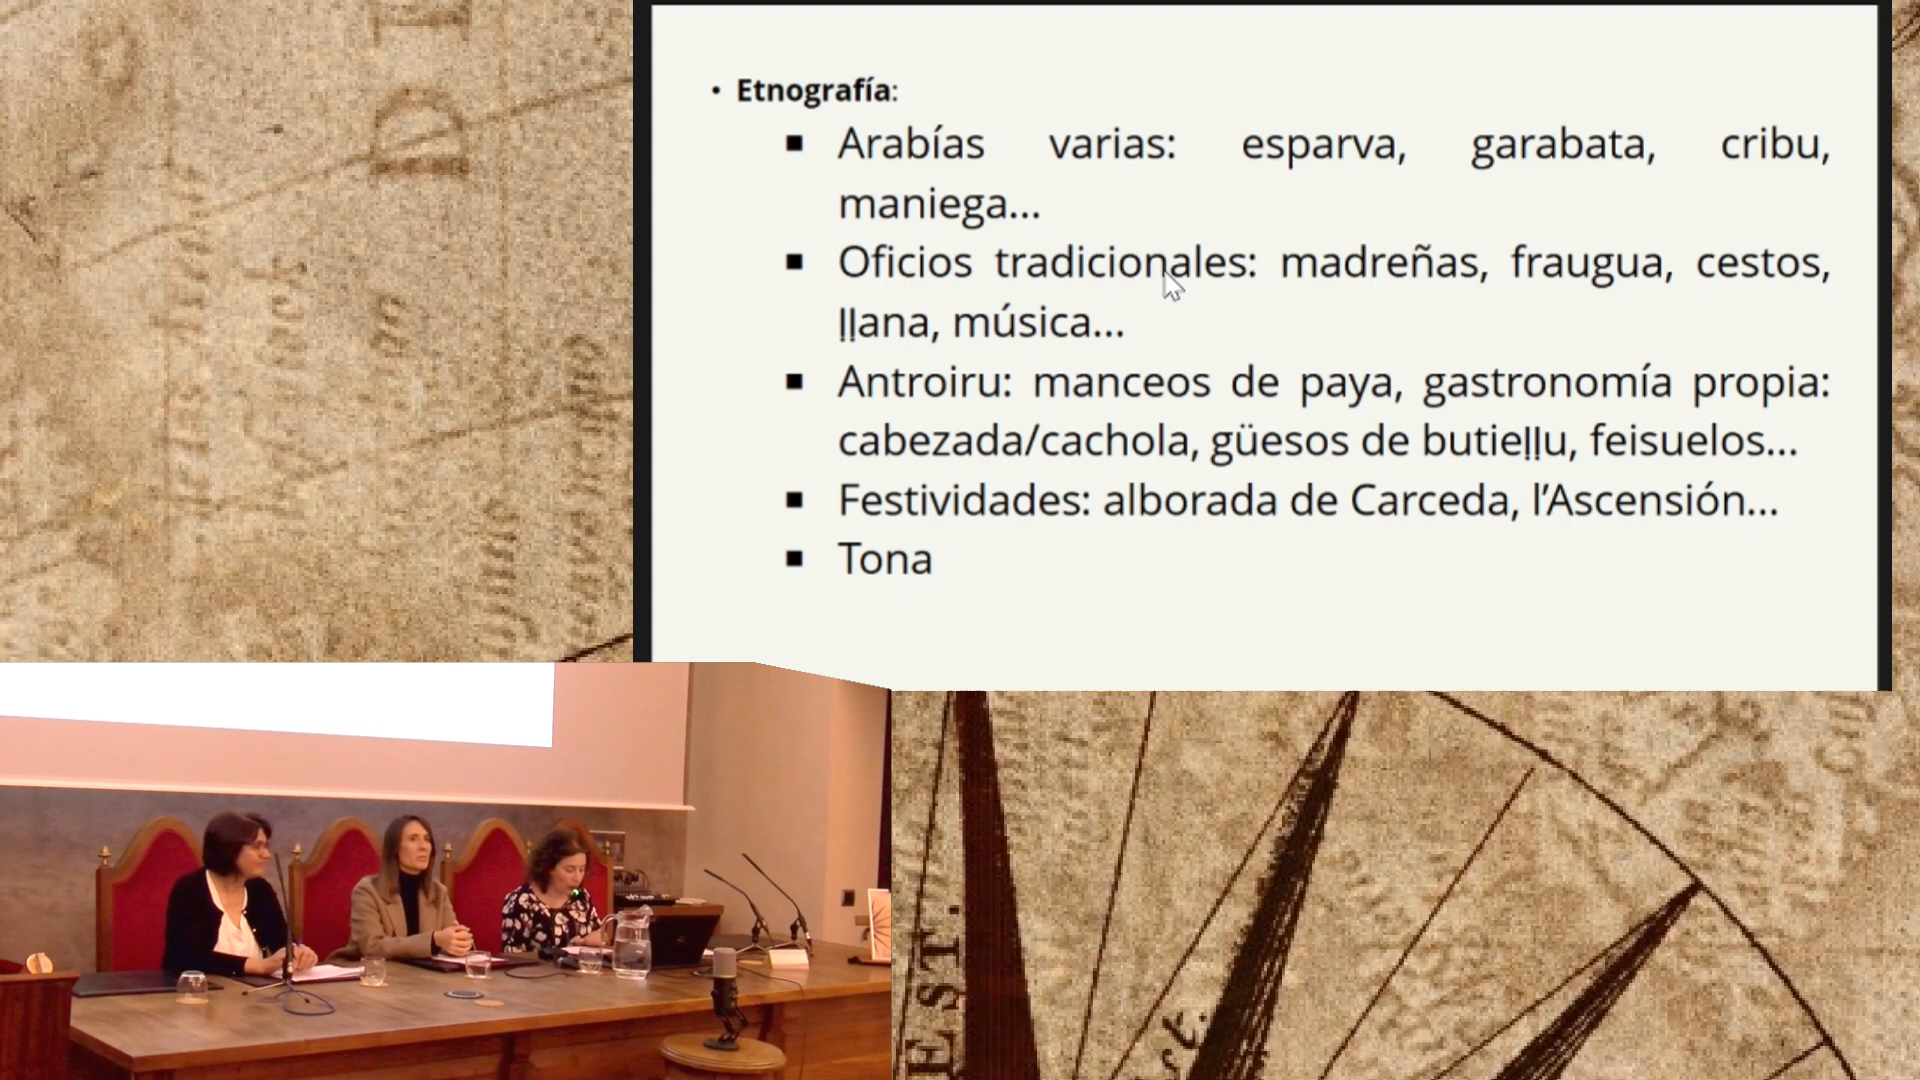 • Etnografía:
▪ Arabías varias: esparva, garabata, cribu,
maniega...
▪ Oficios tradicionales: madreñas, fraugua, cestos,
ḷḷana, música...
▪ Antroiru: manceos de paya, gastronomía propia:
cabezada/cachola, güesos de butieḷḷu, feisuelos...
▪ Festividades: alborada de Carceda, l’Ascensión...
▪ Tona
EST.